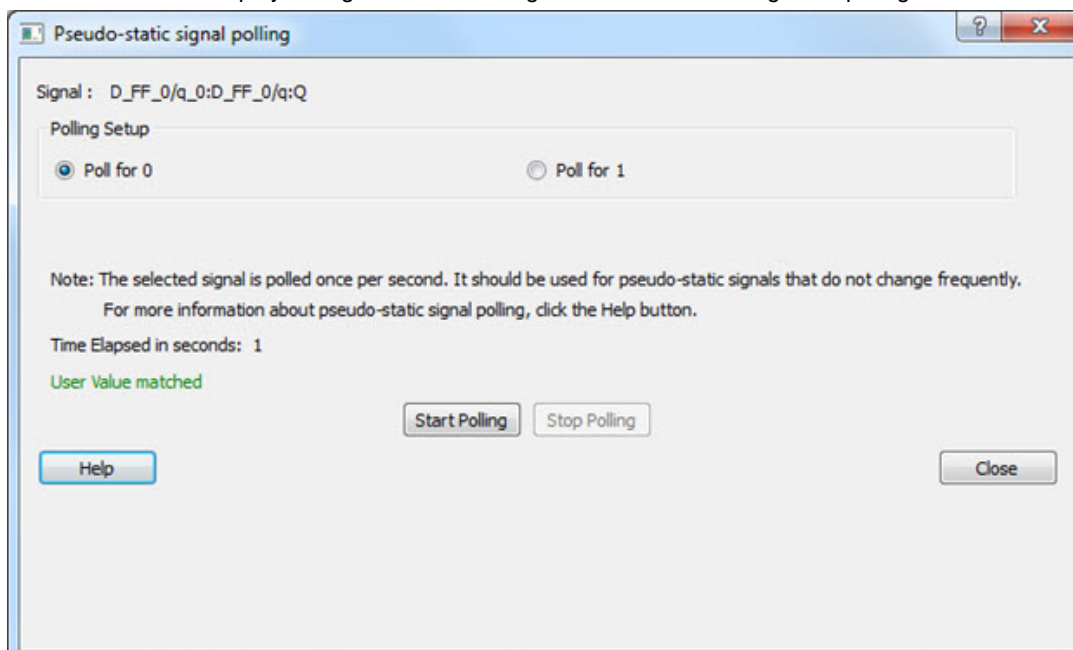 Pseudo-static signal polling
Signal : D_FF_0/q_0:D_FF_0/q:Q
Polling Setup
Poll for 0 Poll for 1
Note: The selected signal is polled once per second. It should be used for pseudo-static signals that do not change frequently.
For more information about pseudo-static signal polling, click the Help button.
Time Elapsed in seconds: 1
User Value matched
Start Polling Stop Polling
Help Close